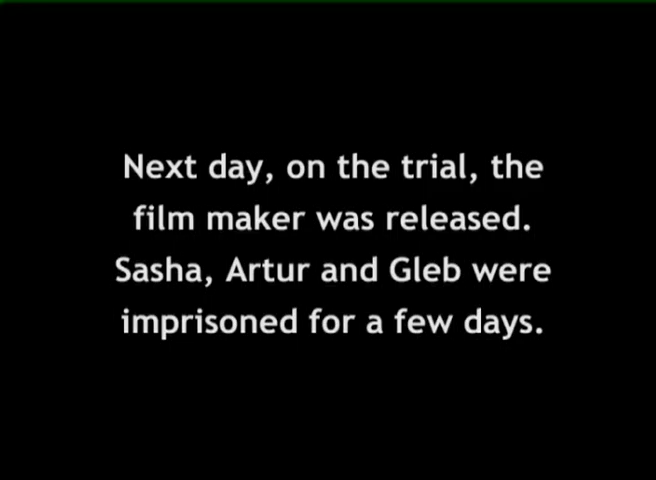 Next day, on the trial, the
film maker was released.
Sasha, Artur and Gleb were
imprisoned for a few days.